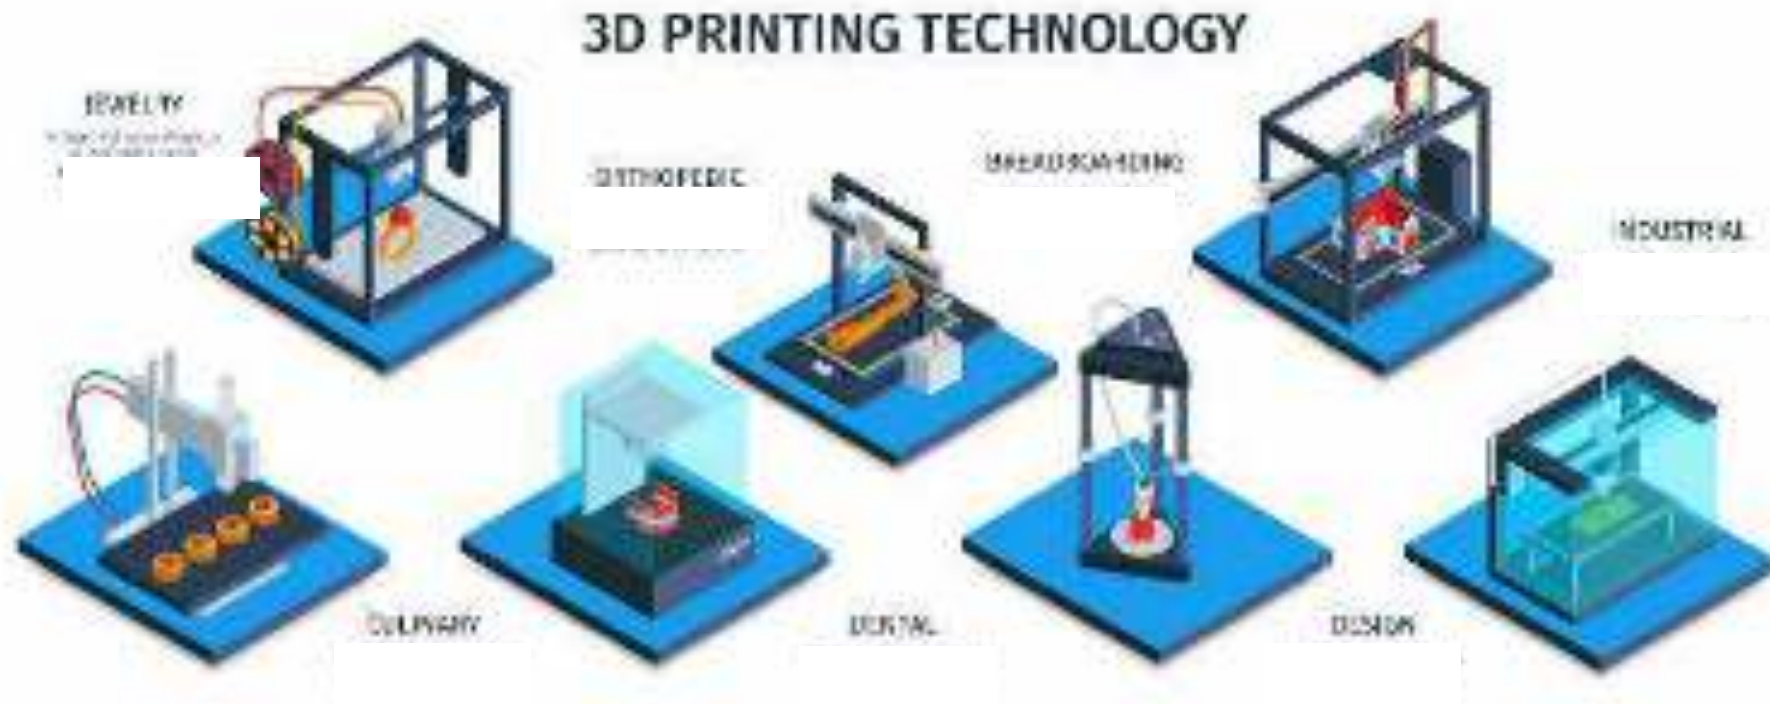 3D PRINTING TECHNOLOGY
JEWELRY
ORTHOPEDIC
BREADBOARDING
INDUSTRIAL
CULINARY
DENTAL
DESIGN